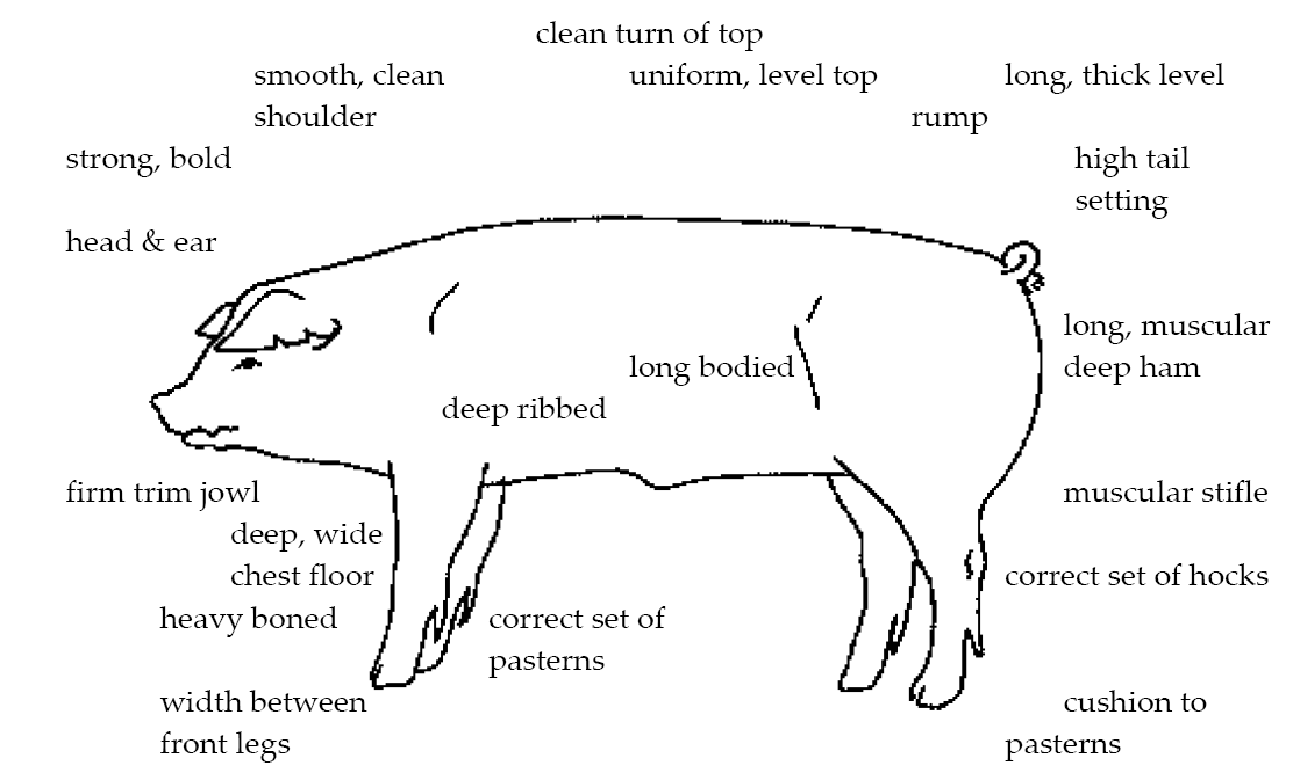 clean turn of top
smooth, clean
shoulder
uniform, level top
long, thick level
rump
strong, bold
head & ear
high tail
setting
long, muscular
deep ham
long bodied
deep ribbed
firm trim jowl
muscular stifle
deep, wide
chest floor
correct set of hocks
heavy boned
correct set of
pasterns
width between
front legs
cushion to
pasterns